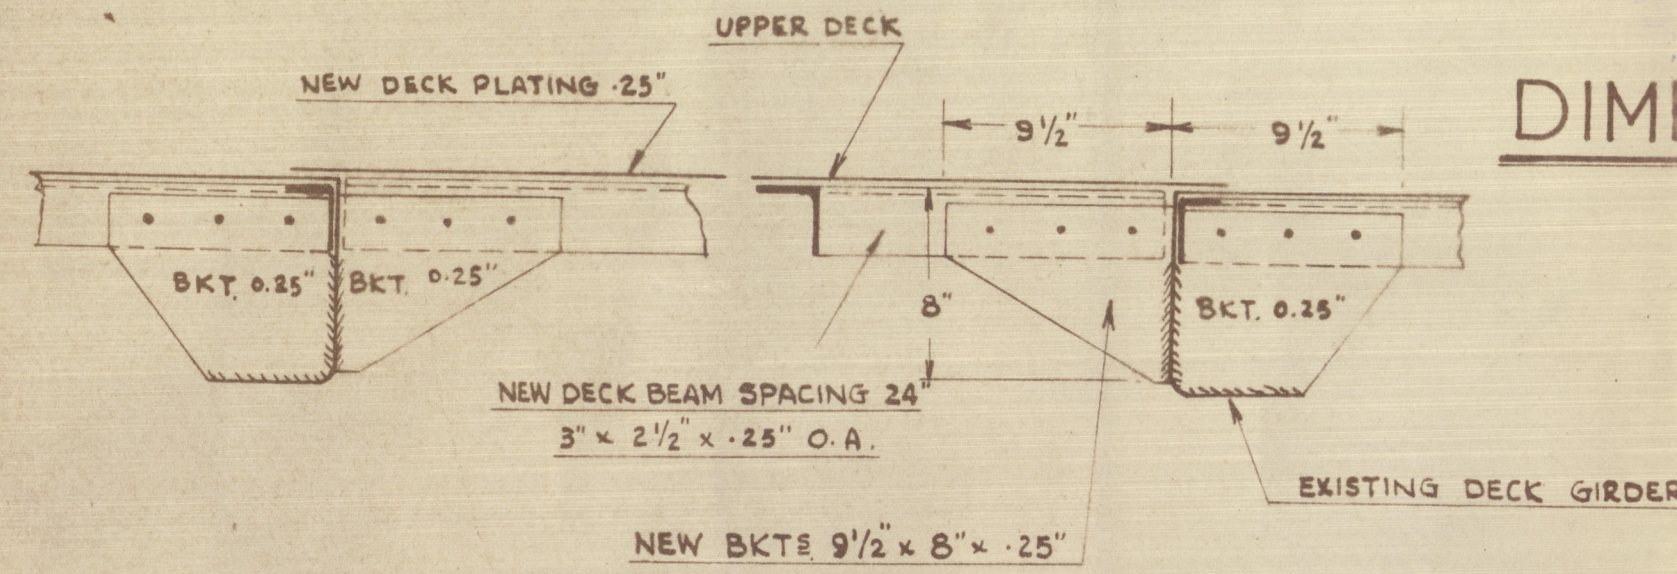 UPPER DECK
NEW DECK PLATING .25"
DIM
9½" 9½"
BKT. 0.25" BKT. 0.25"
8"
BKT. 0.25"
NEW DECK BEAM SPACING 24"
3" x 2½" x .25" O.A.
EXISTING DECK GIRDER
NEW BKTS 9½" x 8" x .25"